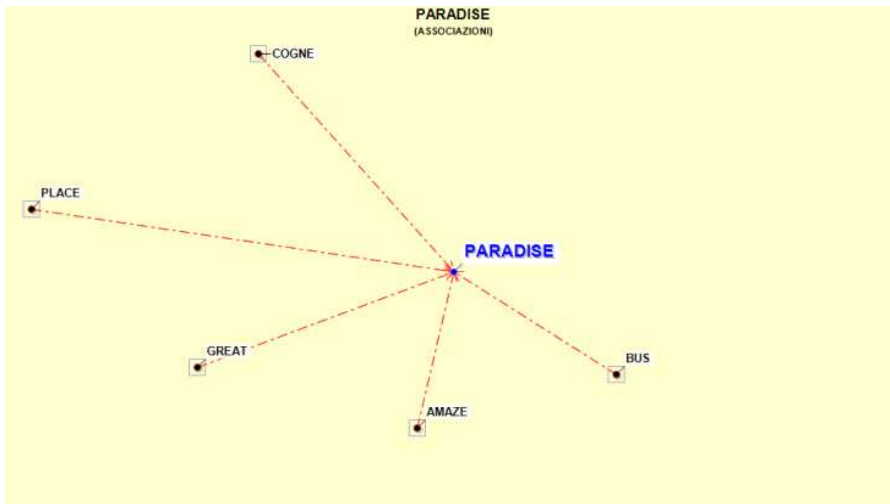 PARADISE
(ASSOCIAZIONI)
COGNE
PLACE
PARADISE
GREAT
BUS
AMAZE